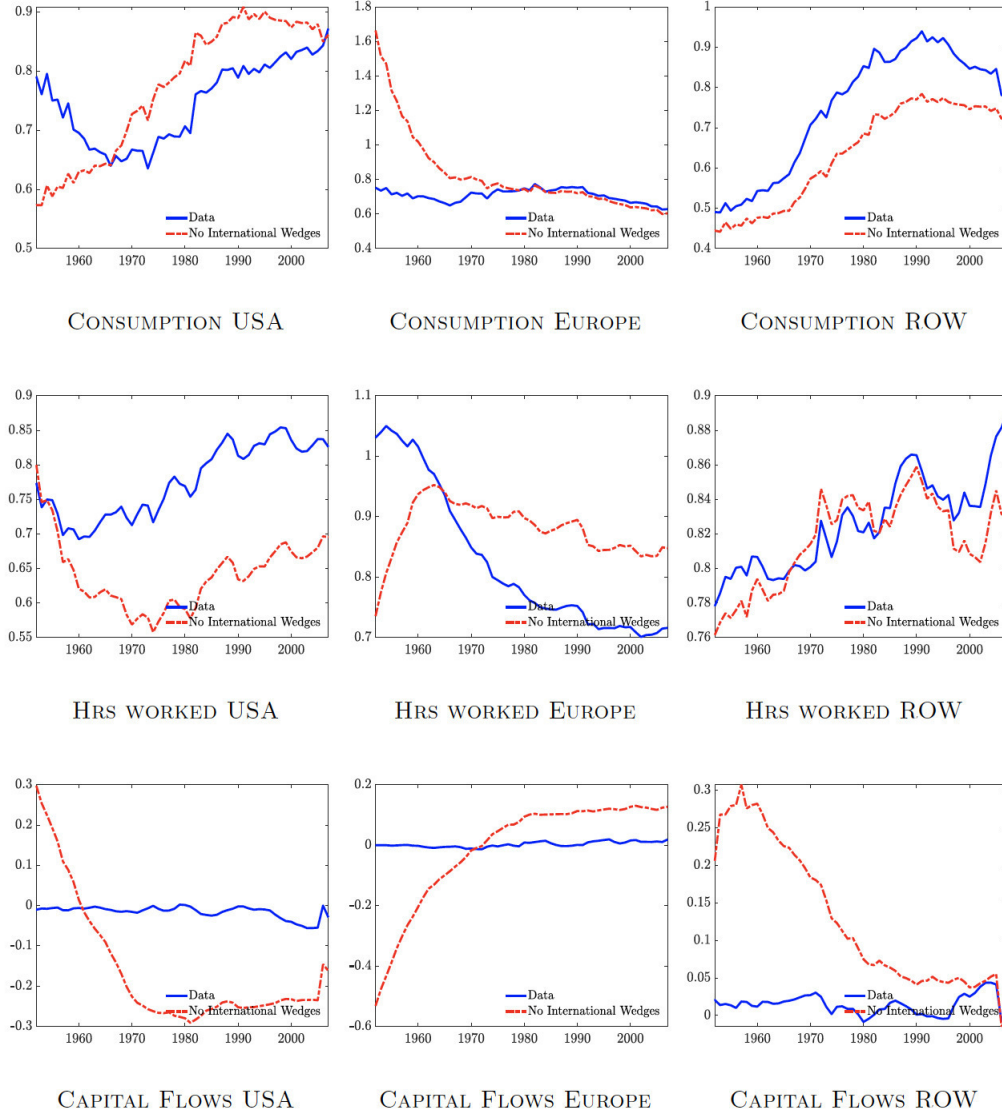 0.9
0.8
0.7
0.6
0.5
Data
No International Wedges
1960 1970 1980 1990 2000
CONSUMPTION USA
1.8
1.6
1.4
1.2
1
0.8
0.6
0.4
Data
No International Wedges
1960 1970 1980 1990 2000
CONSUMPTION EUROPE
1
0.9
0.8
0.7
0.6
0.5
0.4
Data
No International Wedges
1960 1970 1980 1990 2000
CONSUMPTION ROW
0.9
0.85
0.8
0.75
0.7
0.65
0.6
0.55
Data
No International Wedges
1960 1970 1980 1990 2000
HRS WORKED USA
1.1
1
0.9
0.8
0.7
Data
No International Wedges
1960 1970 1980 1990 2000
HRS WORKED EUROPE
0.9
0.88
0.86
0.84
0.82
0.8
0.78
0.76
Data
No International Wedges
1960 1970 1980 1990 2000
HRS WORKED ROW
0.3
0.2
0.1
0
-0.1
-0.2
-0.3
Data
No International Wedges
1960 1970 1980 1990 2000
CAPITAL FLOWS USA
0.2
0
-0.2
-0.4
-0.6
Data
No International Wedges
1960 1970 1980 1990 2000
CAPITAL FLOWS EUROPE
0.3
0.25
0.2
0.15
0.1
0.05
0
Data
No International Wedges
1960 1970 1980 1990 2000
CAPITAL FLOWS ROW